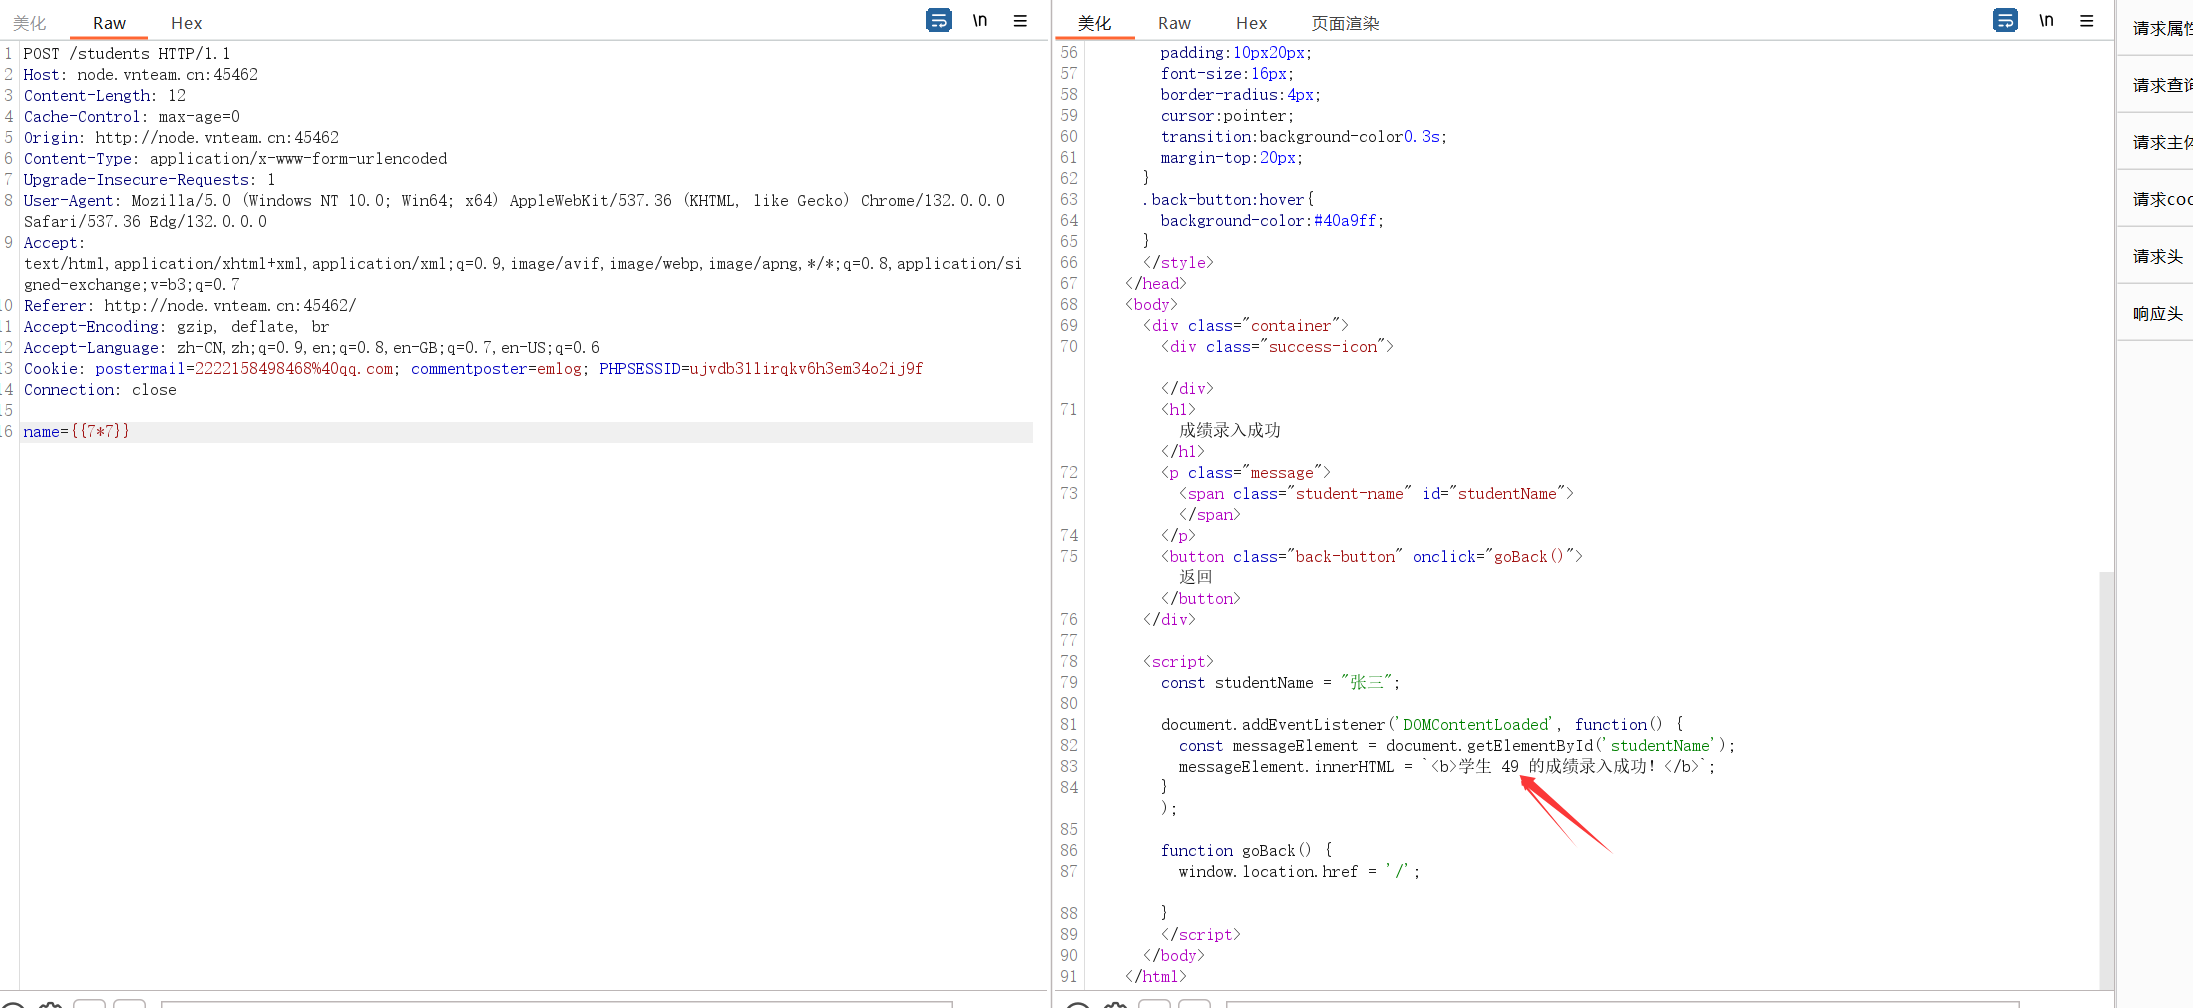 美化 Raw Hex \n
1 POST /students HTTP/1.1
2 Host: node.vnteam.cn:45462
3 Content-Length: 12
4 Cache-Control: max-age=0
5 Origin: http://node.vnteam.cn:45462
6 Content-Type: application/x-www-form-urlencoded
7 Upgrade-Insecure-Requests: 1
8 User-Agent: Mozilla/5.0 (Windows NT 10.0; Win64; x64) AppleWebKit/537.36 (KHTML, like Gecko) Chrome/132.0.0.0
Safari/537.36 Edg/132.0.0.0
9 Accept:
text/html,application/xhtml+xml,application/xml;q=0.9,image/avif,image/webp,image/apng,*/*;q=0.8,application/si
gned-exchange;v=b3;q=0.7
10 Referer: http://node.vnteam.cn:45462/
11 Accept-Encoding: gzip, deflate, br
12 Accept-Language: zh-CN,zh;q=0.9,en;q=0.8,en-GB;q=0.7,en-US;q=0.6
13 Cookie: postermail=2222158498468%40qq.com; commentposter=emlog; PHPSESSID=ujvdb31lirqkv6h3em34o2ij9f
14 Connection: close
15
16 name={{7*7}}
美化 Raw Hex 页面渲染 \n
56 padding:10px20px;
57 font-size:16px;
58 border-radius:4px;
59 cursor:pointer;
60 transition:background-color0.3s;
61 margin-top:20px;
62 }
63 .back-button:hover{
64 background-color:#40a9ff;
65 }
66 </style>
67 </head>
68 <body>
69 <div class="container">
70 <div class="success-icon">
</div>
71 <h1>
成绩录入成功
</h1>
72 <p class="message">
73 <span class="student-name" id="studentName">
</span>
74 </p>
75 <button class="back-button" onclick="goBack()">
返回
</button>
76 </div>
77
78 <script>
79 const studentName = "张三";
80
81 document.addEventListener('DOMContentLoaded', function() {
82 const messageElement = document.getElementById('studentName');
83 messageElement.innerHTML = `<b>学生 49 的成绩录入成功！</b>`;
84 }
);
85
86 function goBack() {
87 window.location.href = '/';
88 }
89 </script>
90 </body>
91 </html>
请求属性
请求查询
请求主体
请求coo
请求头
响应头